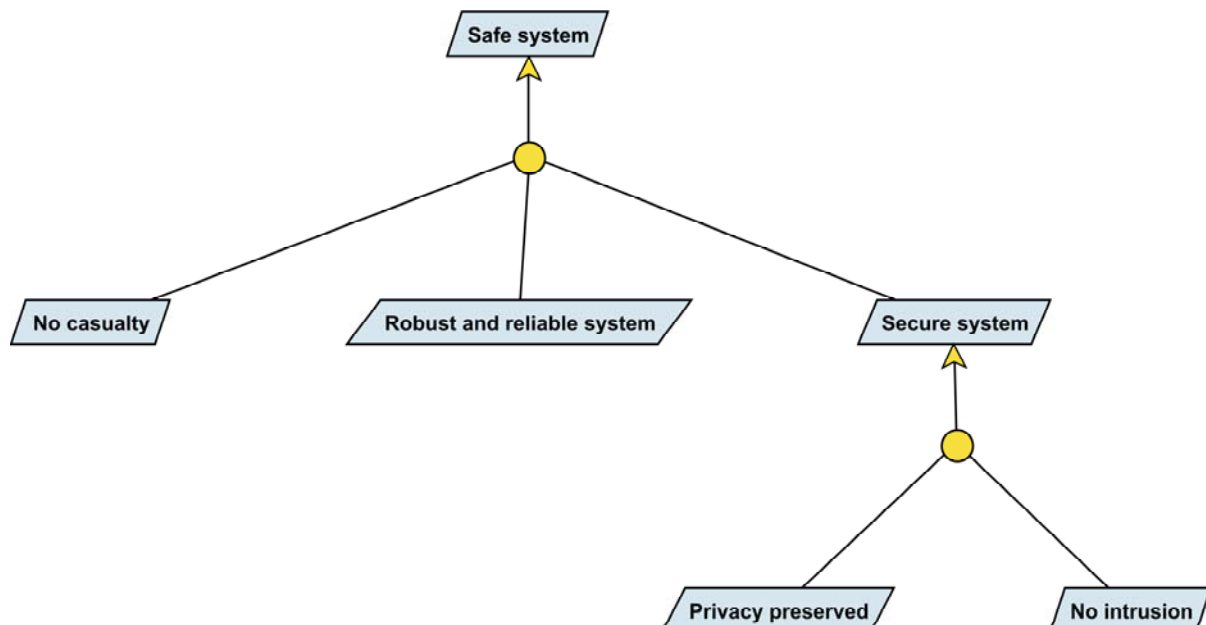 Safe system
No casualty
Robust and reliable system
Secure system
Privacy preserved
No intrusion